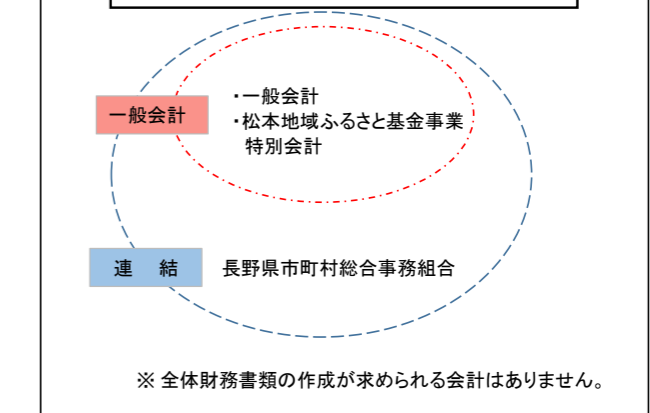 ・一般会計
一般会計
・松本地域ふるさと基金事業
特別会計
連　結
長野県市町村総合事務組合
※ 全体財務書類の作成が求められる会計はありません。